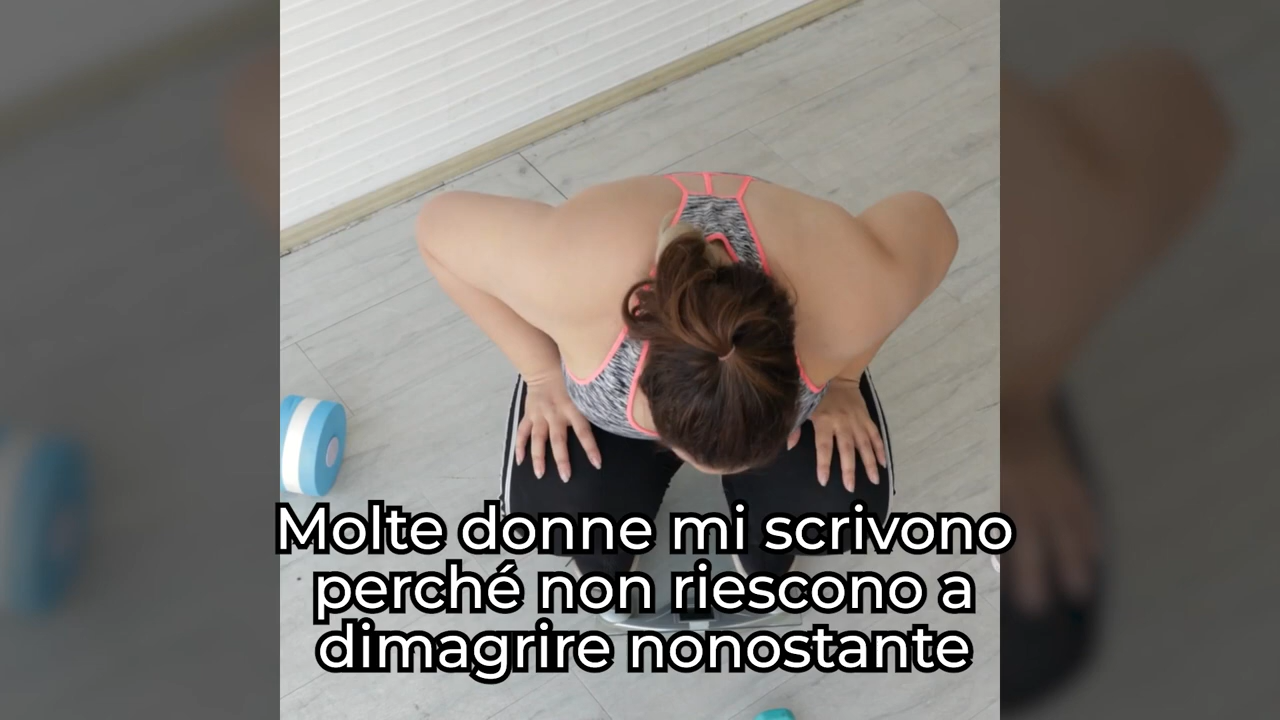 Molte donne mi scrivono
perché non riescono a
dimagrire nonostante